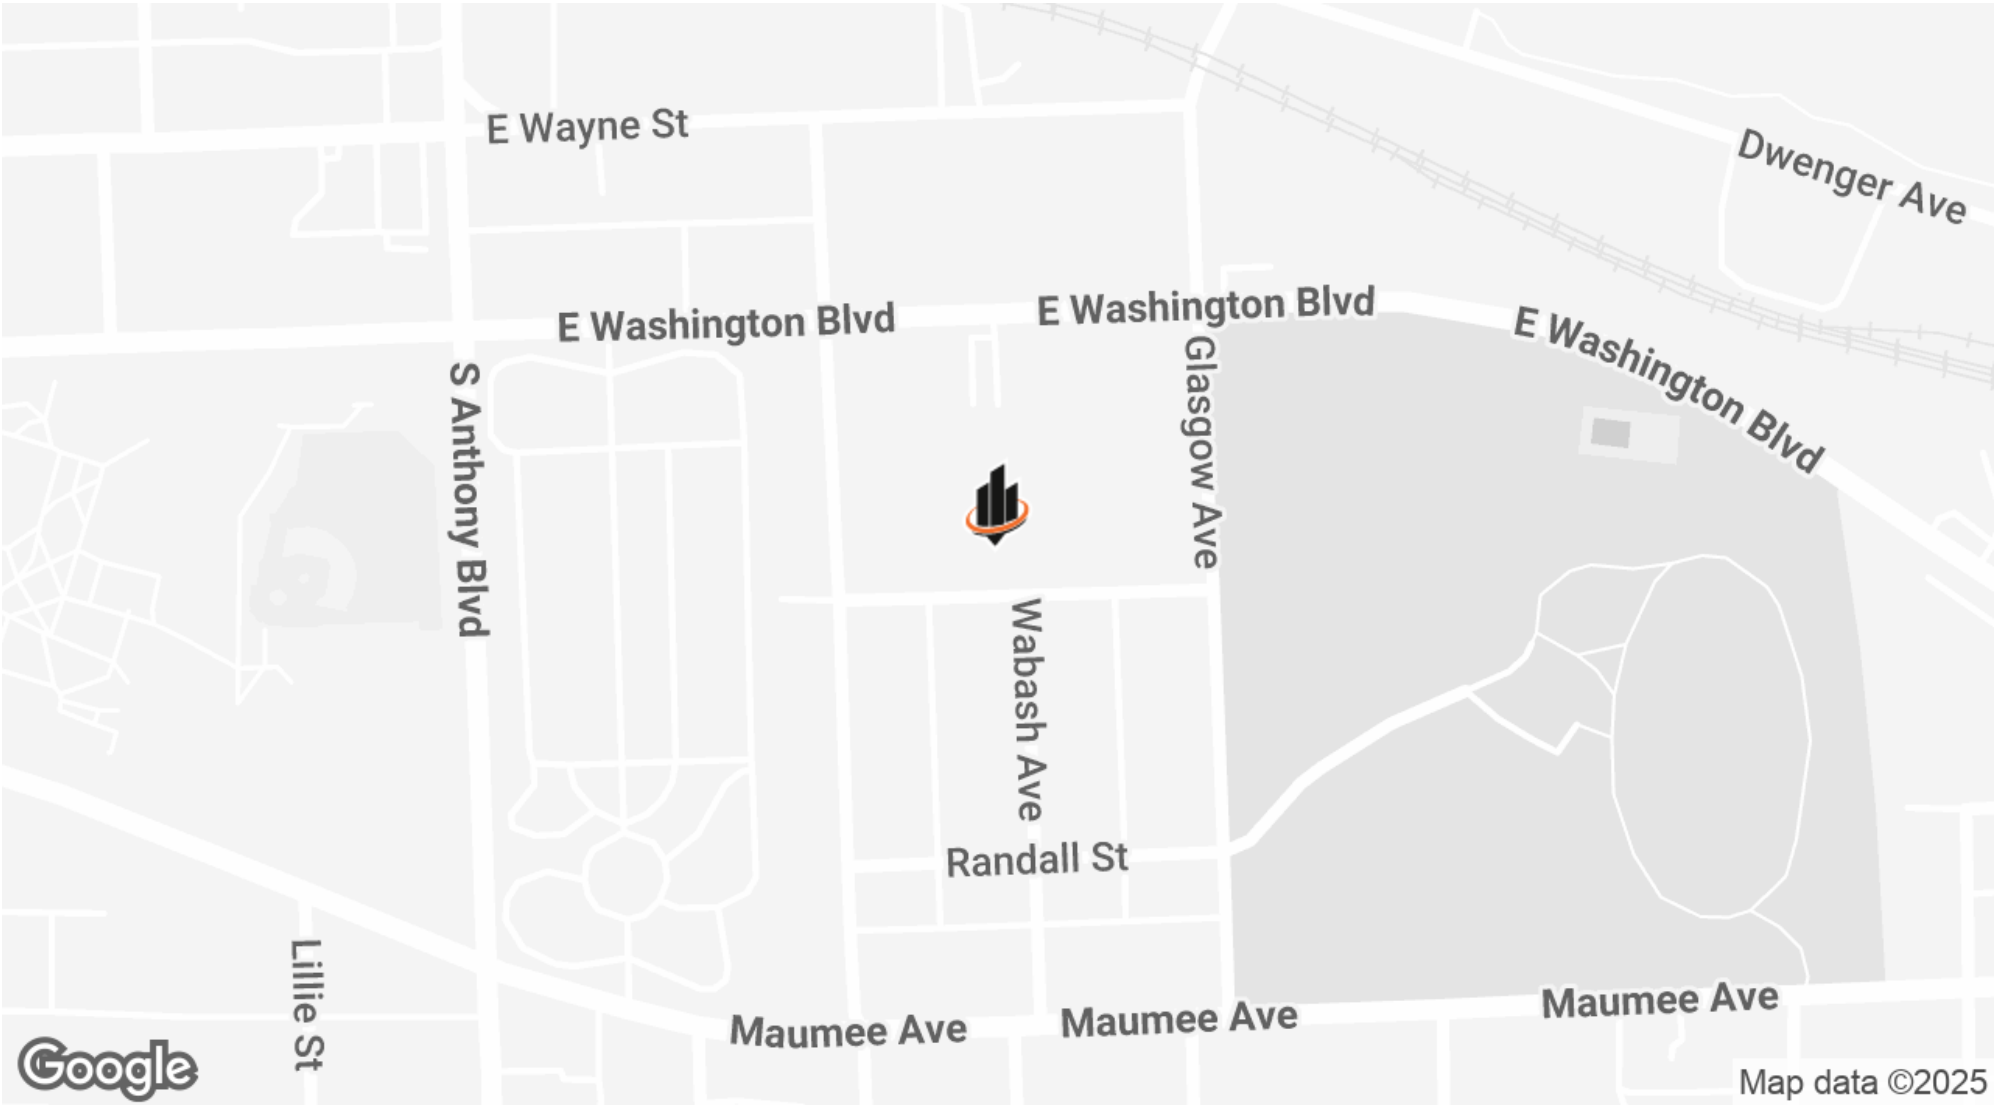 E Wayne St
Dwenger Ave
E Washington Blvd
E Washington Blvd
E Washington Blvd
S Anthony Blvd
Glasgow Ave
Wabash Ave
Randall St
Lillie St
Maumee Ave
Maumee Ave
Maumee Ave
Google
Map data ©2025